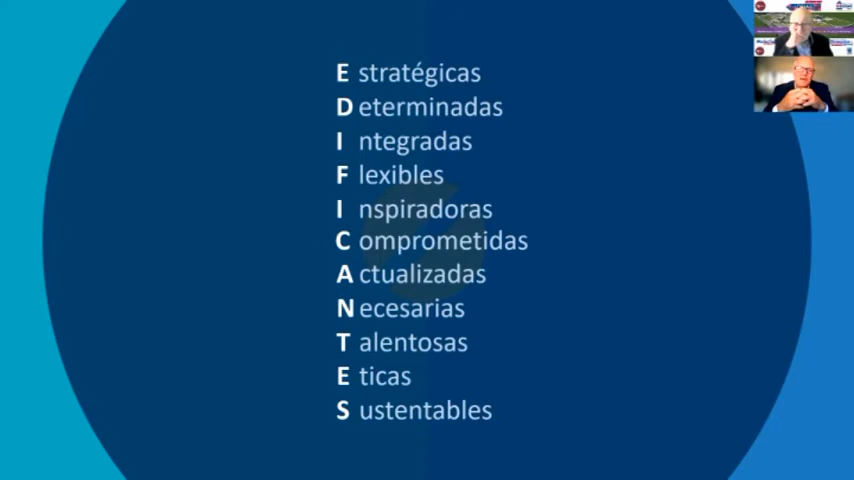 E stratégicas
D eterminadas
I ntegradas
F lexibles
I nspiradoras
C omprometidas
A ctualizadas
N ecesarias
T alentosas
E ticas
S ustentables